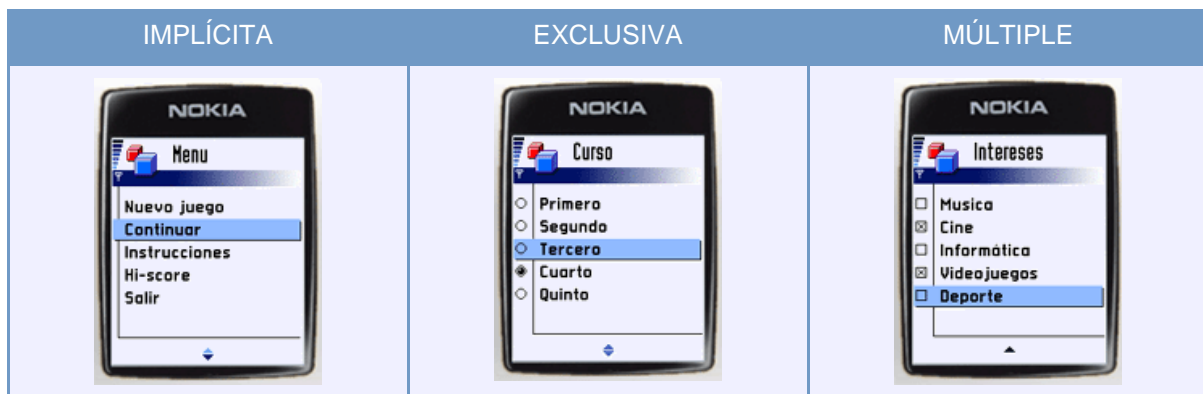 IMPLÍCITA
EXCLUSIVA
MÚLTIPLE
NOKIA
Menu
Nuevo juego
Continuar
Instrucciones
Hi-score
Salir
NOKIA
Curso
Primero
Segundo
Tercero
Cuarto
Quinto
NOKIA
Intereses
Musica
Cine
Informática
Videojuegos
Deporte